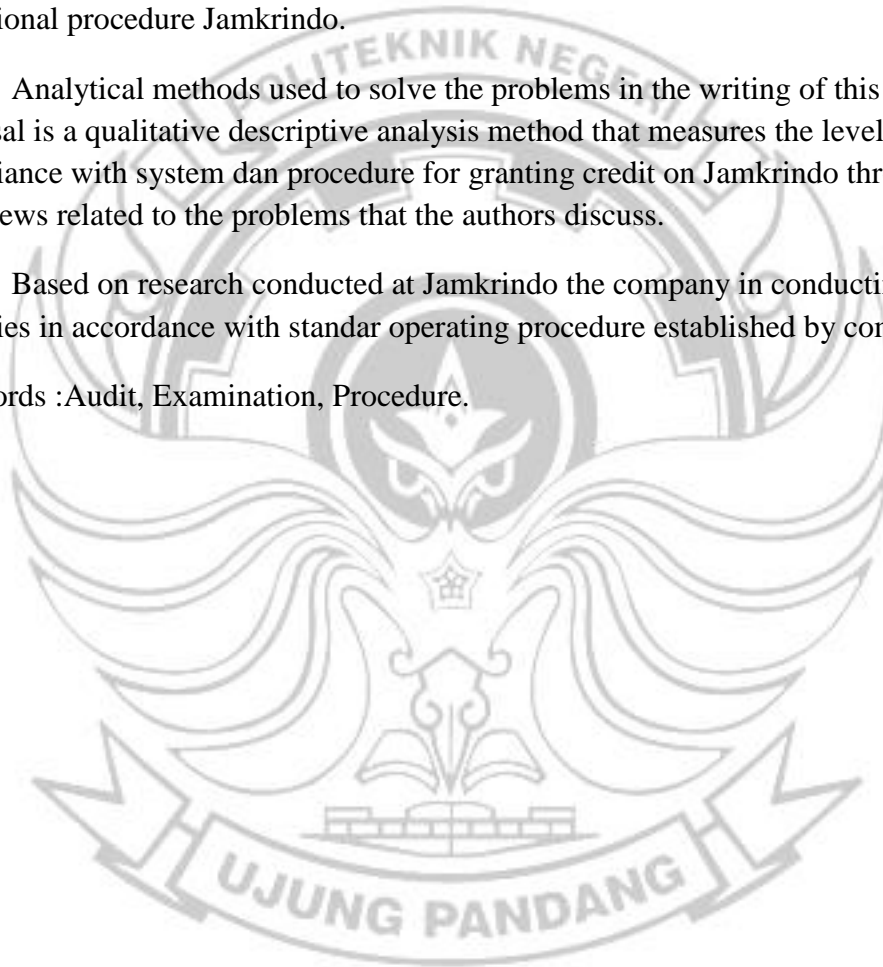 ional procedure Jamkrindo.
POLITEKNIK NEGERI
Analytical methods used to solve the problems in the writing of this
sal is a qualitative descriptive analysis method that measures the level
iance with system dan procedure for granting credit on Jamkrindo thr
ews related to the problems that the authors discuss.
Based on research conducted at Jamkrindo the company in conducti
ies in accordance with standar operating procedure established by con
ords :Audit, Examination, Procedure.
UJUNG PANDANG